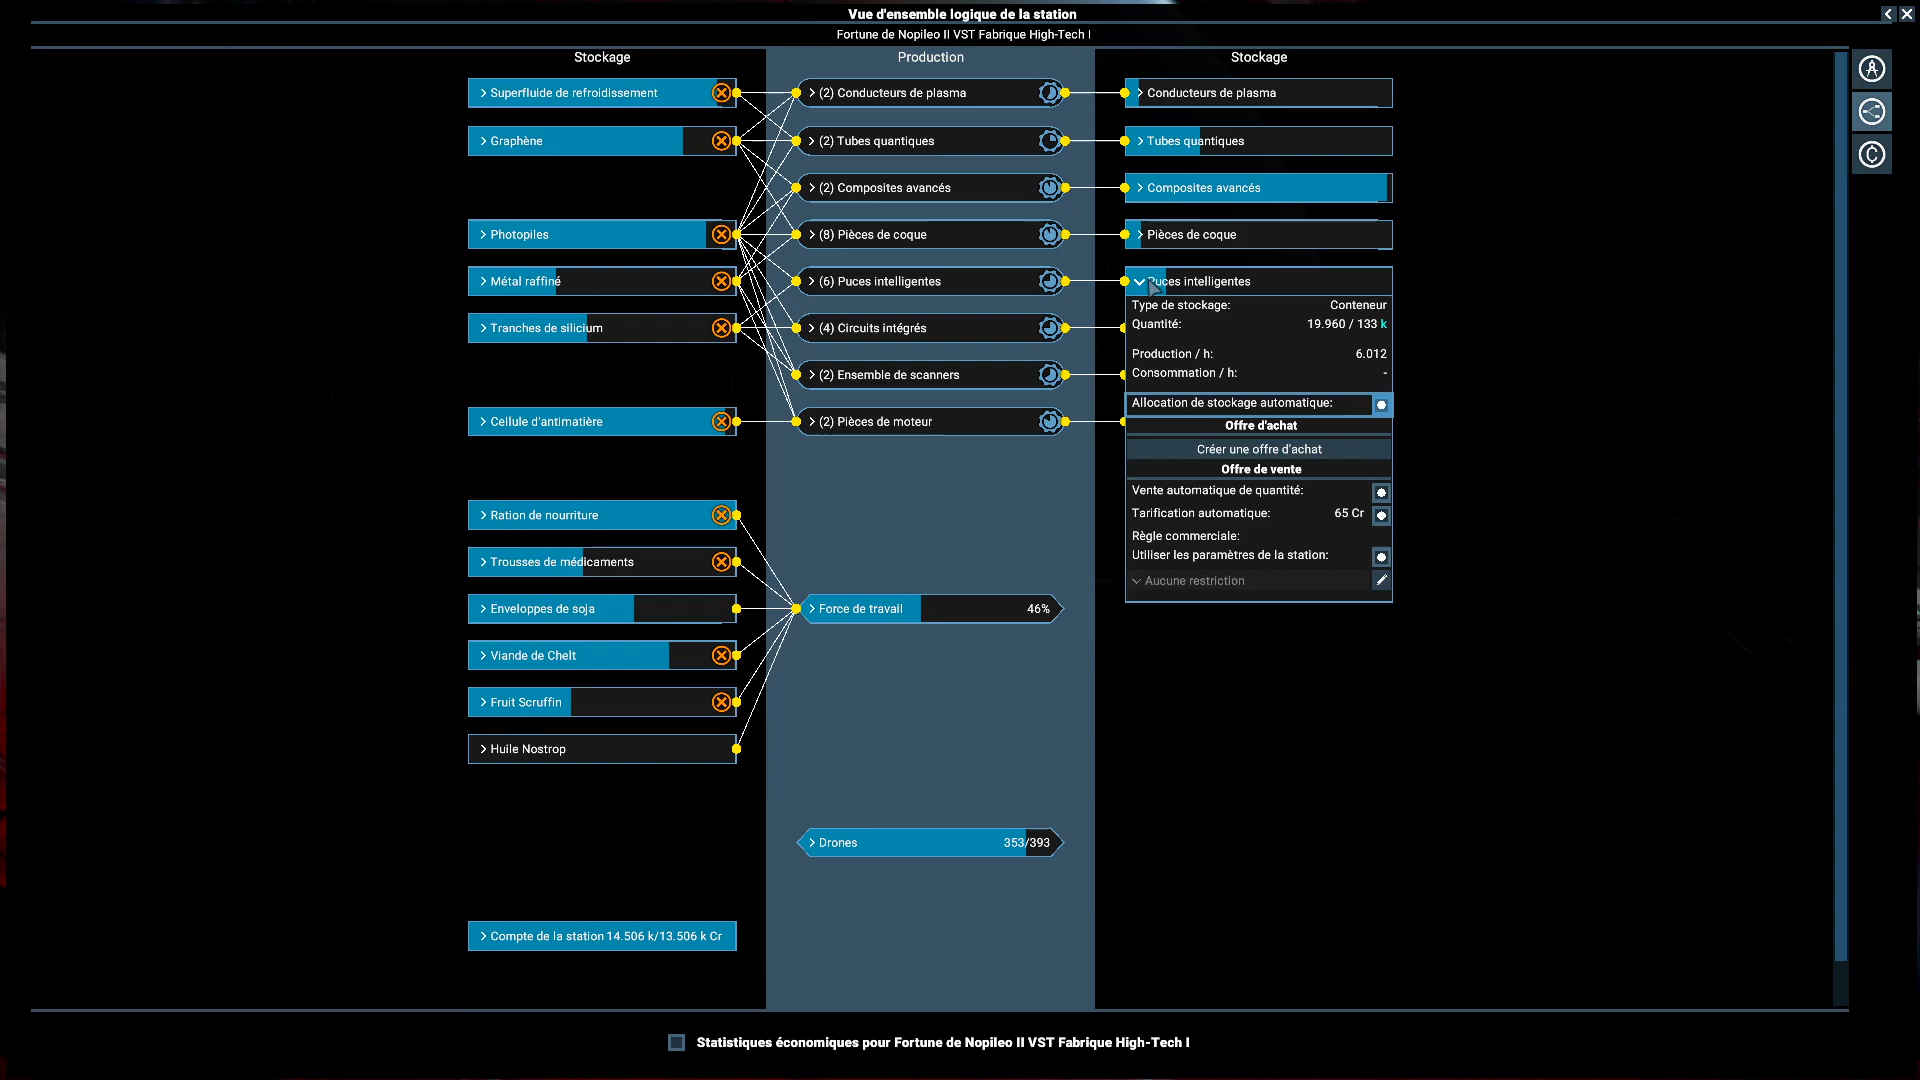 Vue d'ensemble logique de la station
Fortune de Nopileo II VST Fabrique High-Tech I
Stockage
Production
Stockage
Superfluide de refroidissement
(2) Conducteurs de plasma
Conducteurs de plasma
Graphène
(2) Tubes quantiques
Tubes quantiques
(2) Composites avancés
Composites avancés
Photopiles
(8) Pièces de coque
Pièces de coque
Métal raffiné
(6) Puces intelligentes
Puces intelligentes
Type de stockage: Conteneur
Quantité: 19.960 / 133 k
Tranches de silicium
(4) Circuits intégrés
Production / h: 6.012
Consommation / h: -
(2) Ensemble de scanners
Allocation de stockage automatique:
Cellule d'antimatière
(2) Pièces de moteur
Offre d'achat
Créer une offre d'achat
Offre de vente
Vente automatique de quantité:
Tarification automatique: 65 Cr
Règle commerciale:
Utiliser les paramètres de la station:
Aucune restriction
Ration de nourriture
Trousses de médicaments
Enveloppes de soja
Force de travail 46%
Viande de Chelt
Fruit Scruffin
Huile Nostrop
Drones 353/393
Compte de la station 14.506 k/13.506 k Cr
Statistiques économiques pour Fortune de Nopileo II VST Fabrique High-Tech I